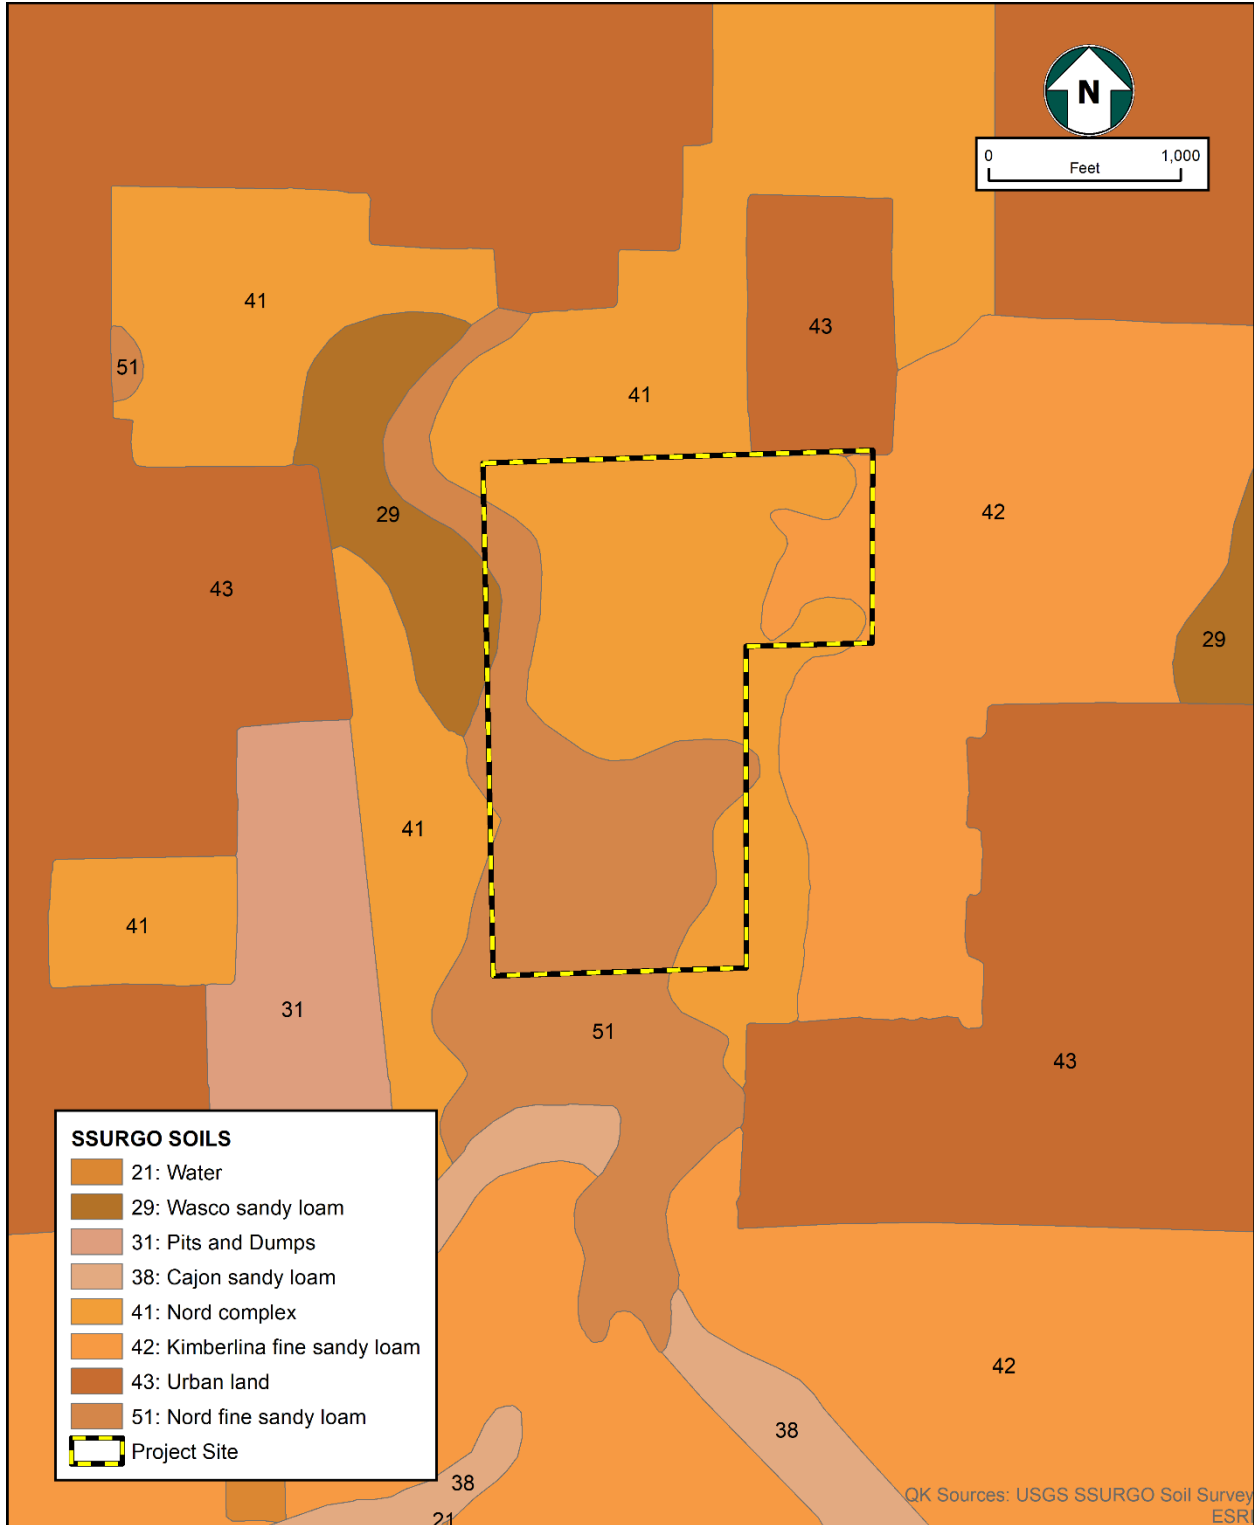 N
0 1,000
Feet
41
43
51
41
29
42
43
29
41
41
31
51
43
SSURGO SOILS
21: Water
29: Wasco sandy loam
31: Pits and Dumps
38: Cajon sandy loam
41: Nord complex
42: Kimberlina fine sandy loam
43: Urban land
51: Nord fine sandy loam
Project Site
42
38
38
21
QK Sources: USGS SSURGO Soil Survey
ESRI